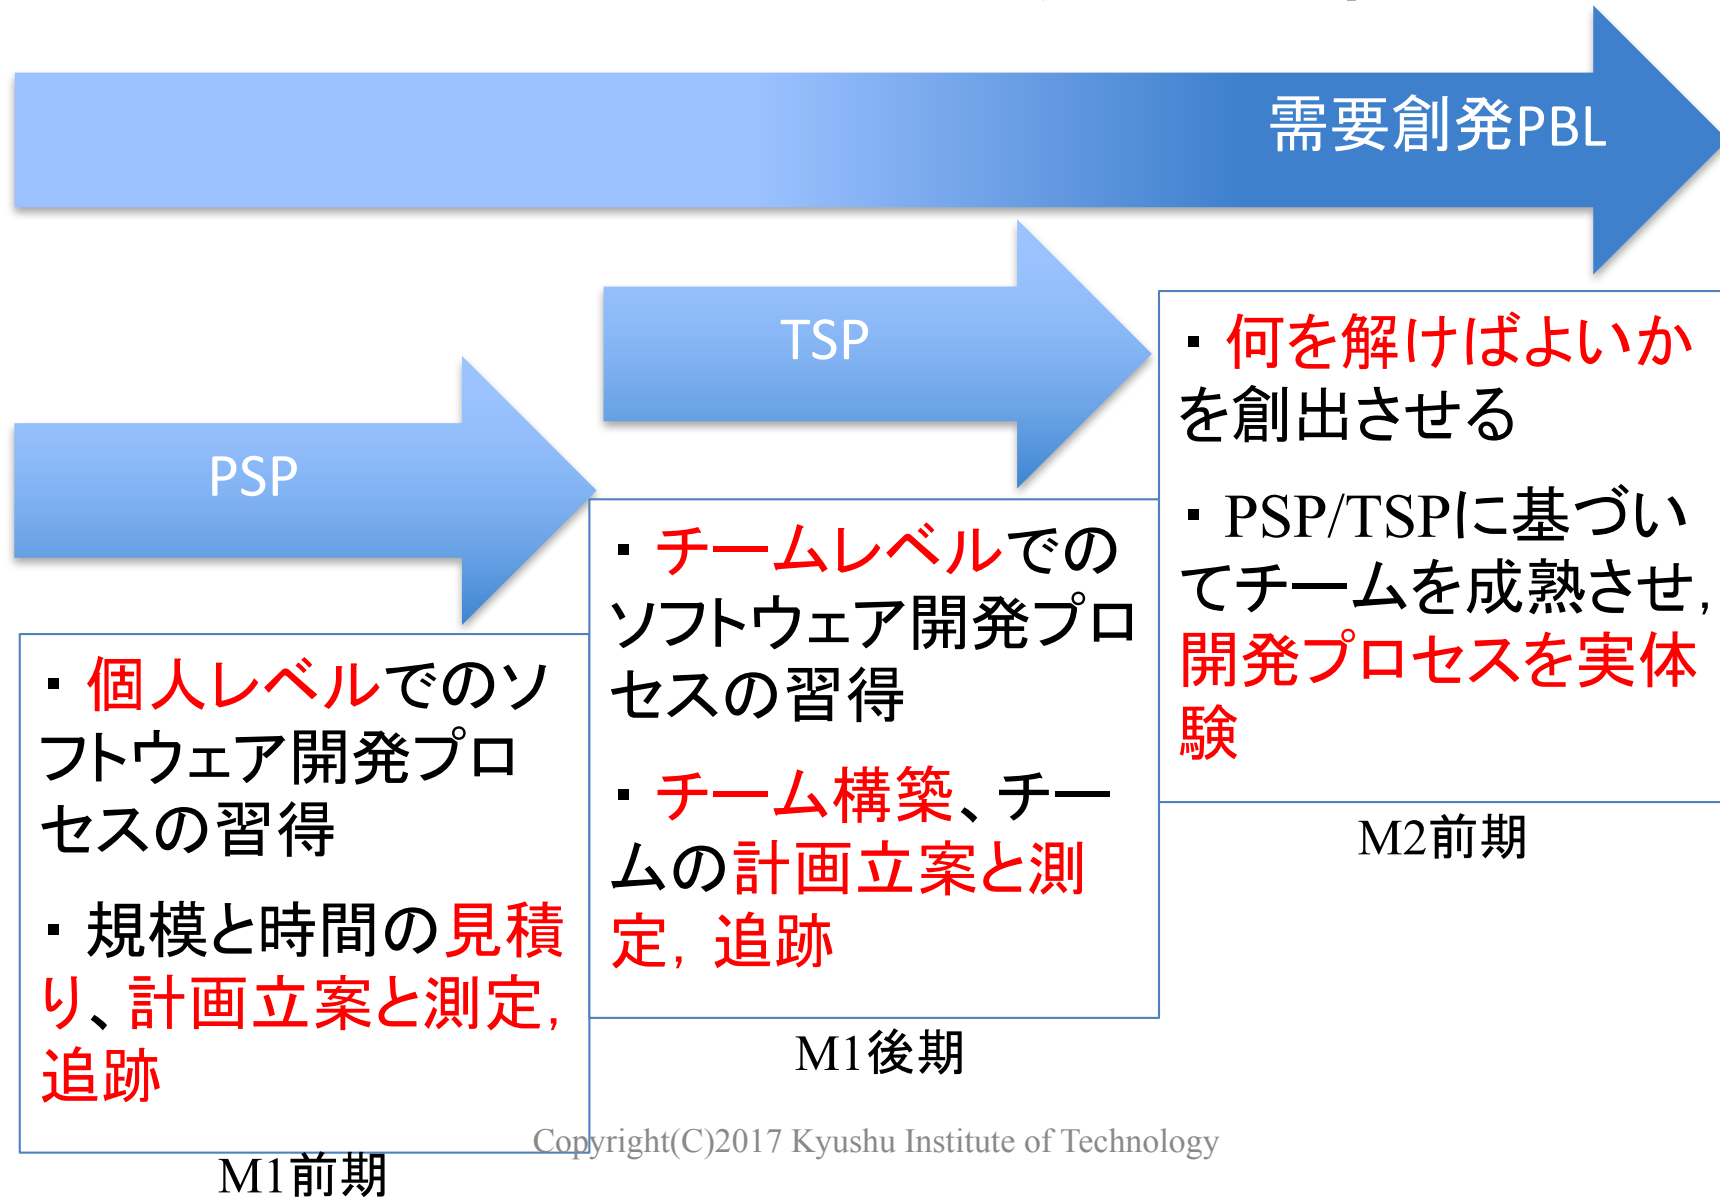 需要創発PBL
TSP
PSP
・何を解けばよいか
を創出させる
・PSP/TSPに基づい
てチームを成熟させ,
開発プロセスを実体
験
M2前期
・チームレベルでの
ソフトウェア開発プロ
セスの習得
・チーム構築、チー
ムの計画立案と測
定, 追跡
M1後期
・個人レベルでのソ
フトウェア開発プロ
セスの習得
・規模と時間の見積
り、計画立案と測定,
追跡
M1前期
Copyright(C)2017 Kyushu Institute of Technology